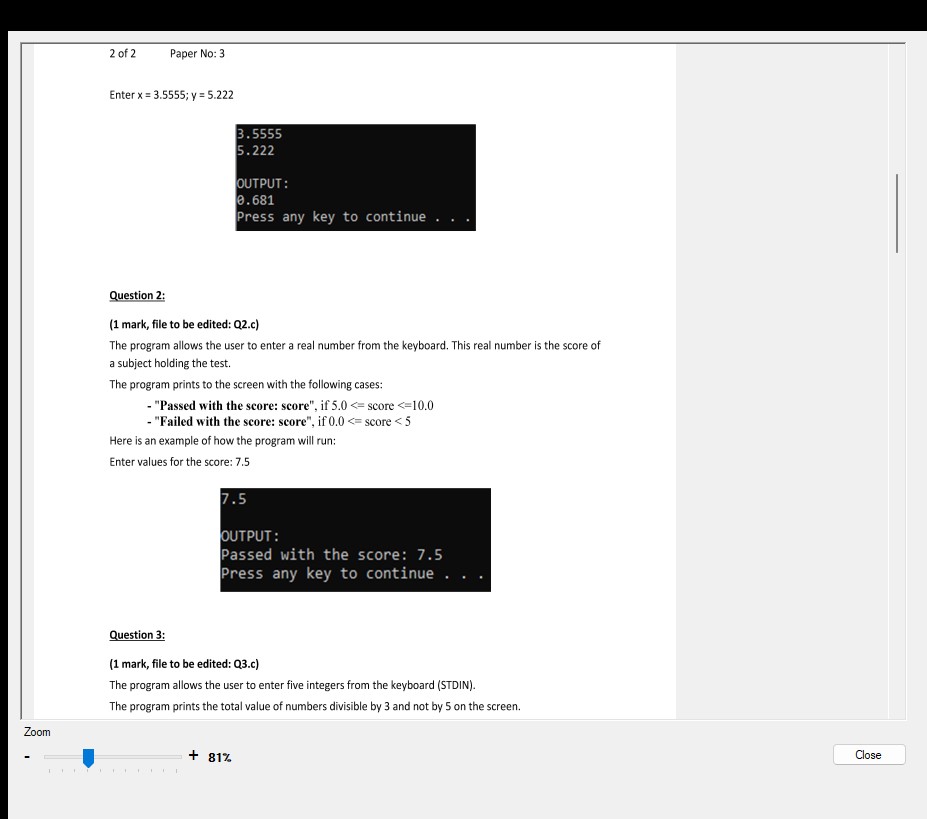 2 of 2 Paper No: 3
Enter x = 3.5555; y = 5.222
3.5555
5.222
OUTPUT:
0.681
Press any key to continue . . .
Question 2:
(1 mark, file to be edited: Q2.c)
The program allows the user to enter a real number from the keyboard. This real number is the score of
a subject holding the test.
The program prints to the screen with the following cases:
- "Passed with the score: score", if 5.0 <= score <=10.0
- "Failed with the score: score", if 0.0 <= score < 5
Here is an example of how the program will run:
Enter values for the score: 7.5
7.5
OUTPUT:
Passed with the score: 7.5
Press any key to continue . . .
Question 3:
(1 mark, file to be edited: Q3.c)
The program allows the user to enter five integers from the keyboard (STDIN).
The program prints the total value of numbers divisible by 3 and not by 5 on the screen.
Zoom
- + 81%
Close